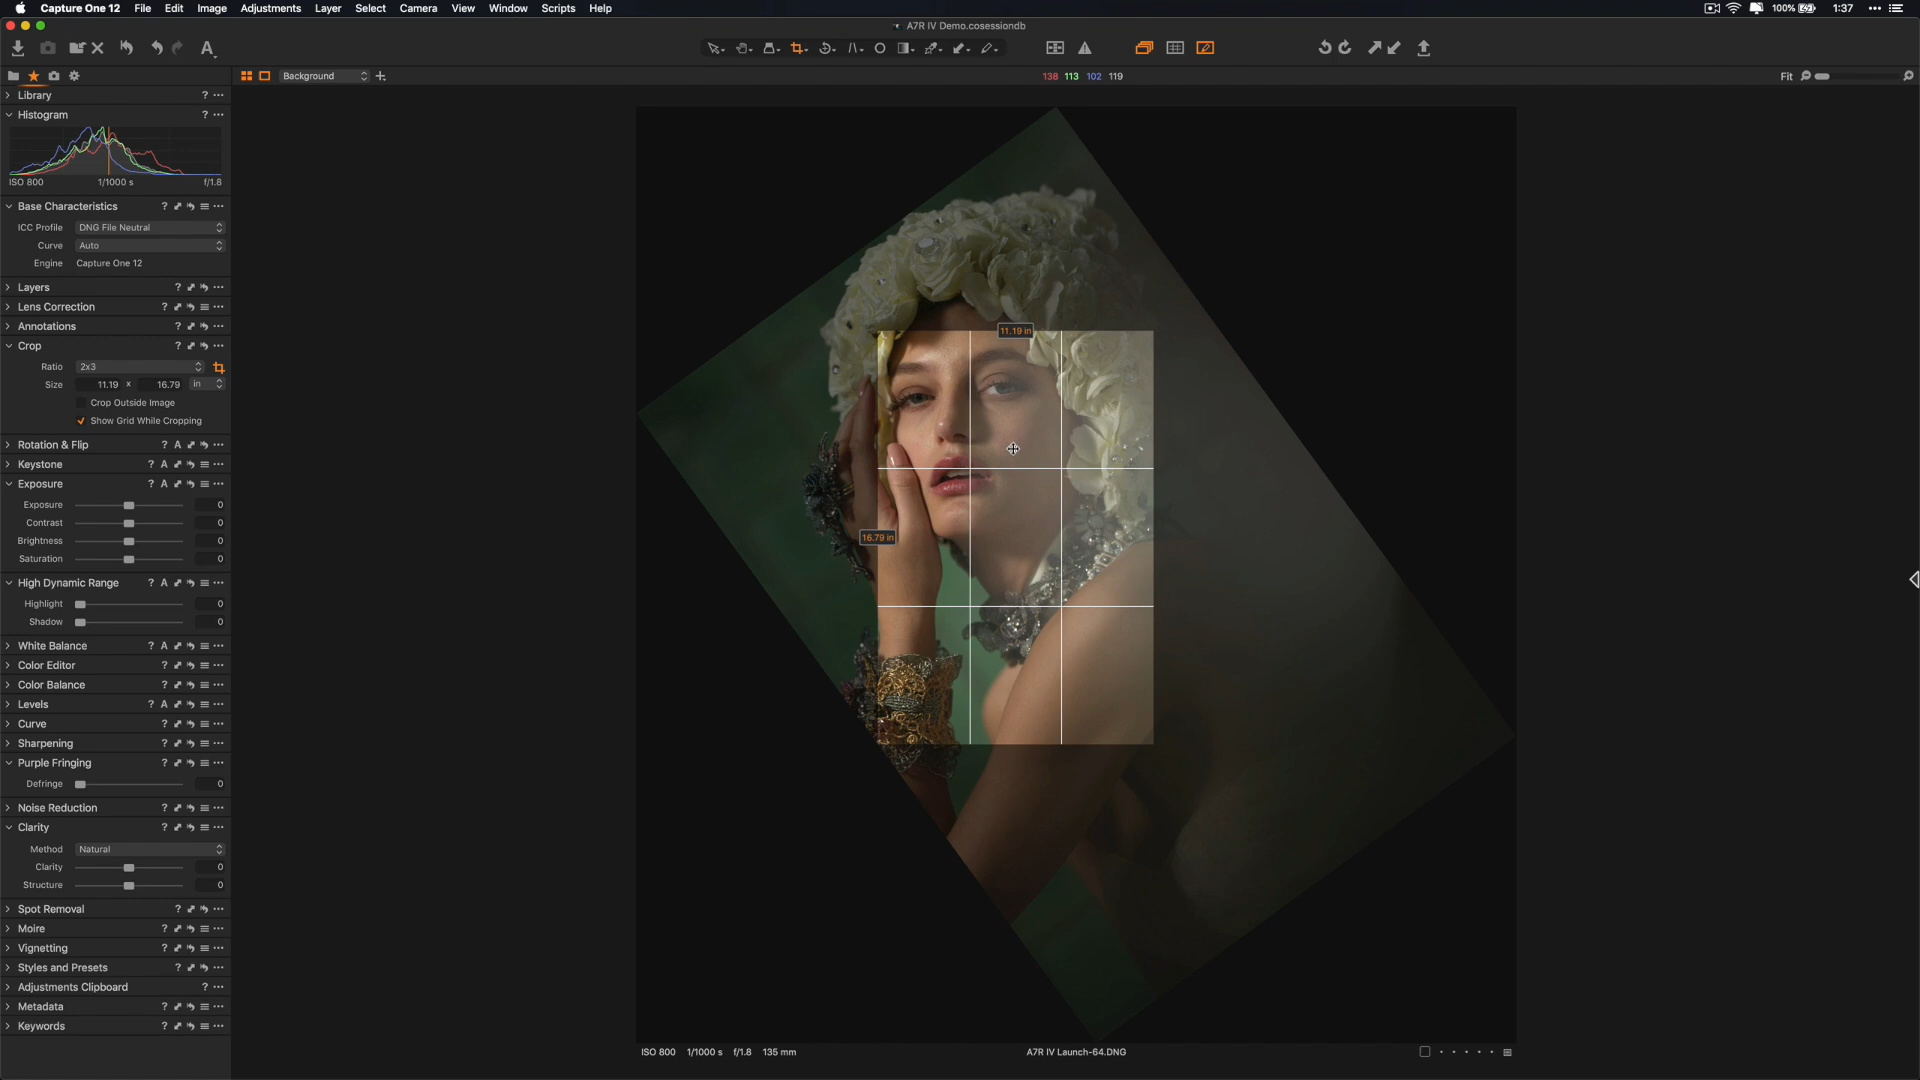 Capture One 12 File Edit Image Adjustments Layer Select Camera View Window Scripts Help 100% 1:37
A7R IV Demo.cosessiondb
Background 138 113 102 119 Fit
Library ?
Histogram ?
ISO 800 1/1000 s f/1.8
Base Characteristics ?
ICC Profile DNG File Neutral
Curve Auto
Engine Capture One 12
Layers ?
Lens Correction ?
Annotations ?
Crop ?
Ratio 2x3
Size 11.19 x 16.79 in
Crop Outside Image
Show Grid While Cropping
Rotation & Flip ? A
Keystone ? A
Exposure ? A
Exposure 0
Contrast 0
Brightness 0
Saturation 0
High Dynamic Range ? A
Highlight 0
Shadow 0
White Balance ? A
Color Editor ?
Color Balance ?
Levels ? A
Curve ?
Sharpening ?
Purple Fringing ?
Defringe 0
Noise Reduction ?
Clarity ?
Method Natural
Clarity 0
Structure 0
Spot Removal ?
Moire ?
Vignetting ?
Styles and Presets ?
Adjustments Clipboard ?
Metadata ?
Keywords ?
11.19 in
16.79 in
ISO 800 1/1000 s f/1.8 135 mm A7R IV Launch-64.DNG